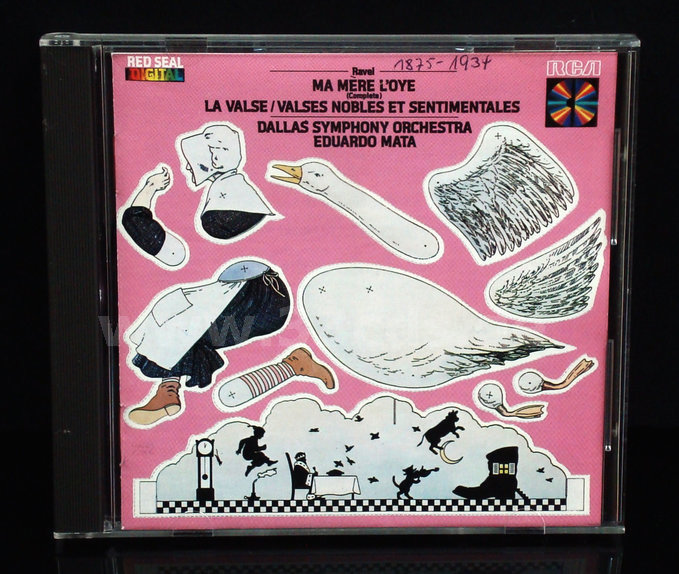 RED SEAL
DIGITAL
Ravel
1875-1937
MA MÈRE L'OYE
(Complete)
LA VALSE/VALSES NOBLES ET SENTIMENTALES
DALLAS SYMPHONY ORCHESTRA
EDUARDO MATA
RCA